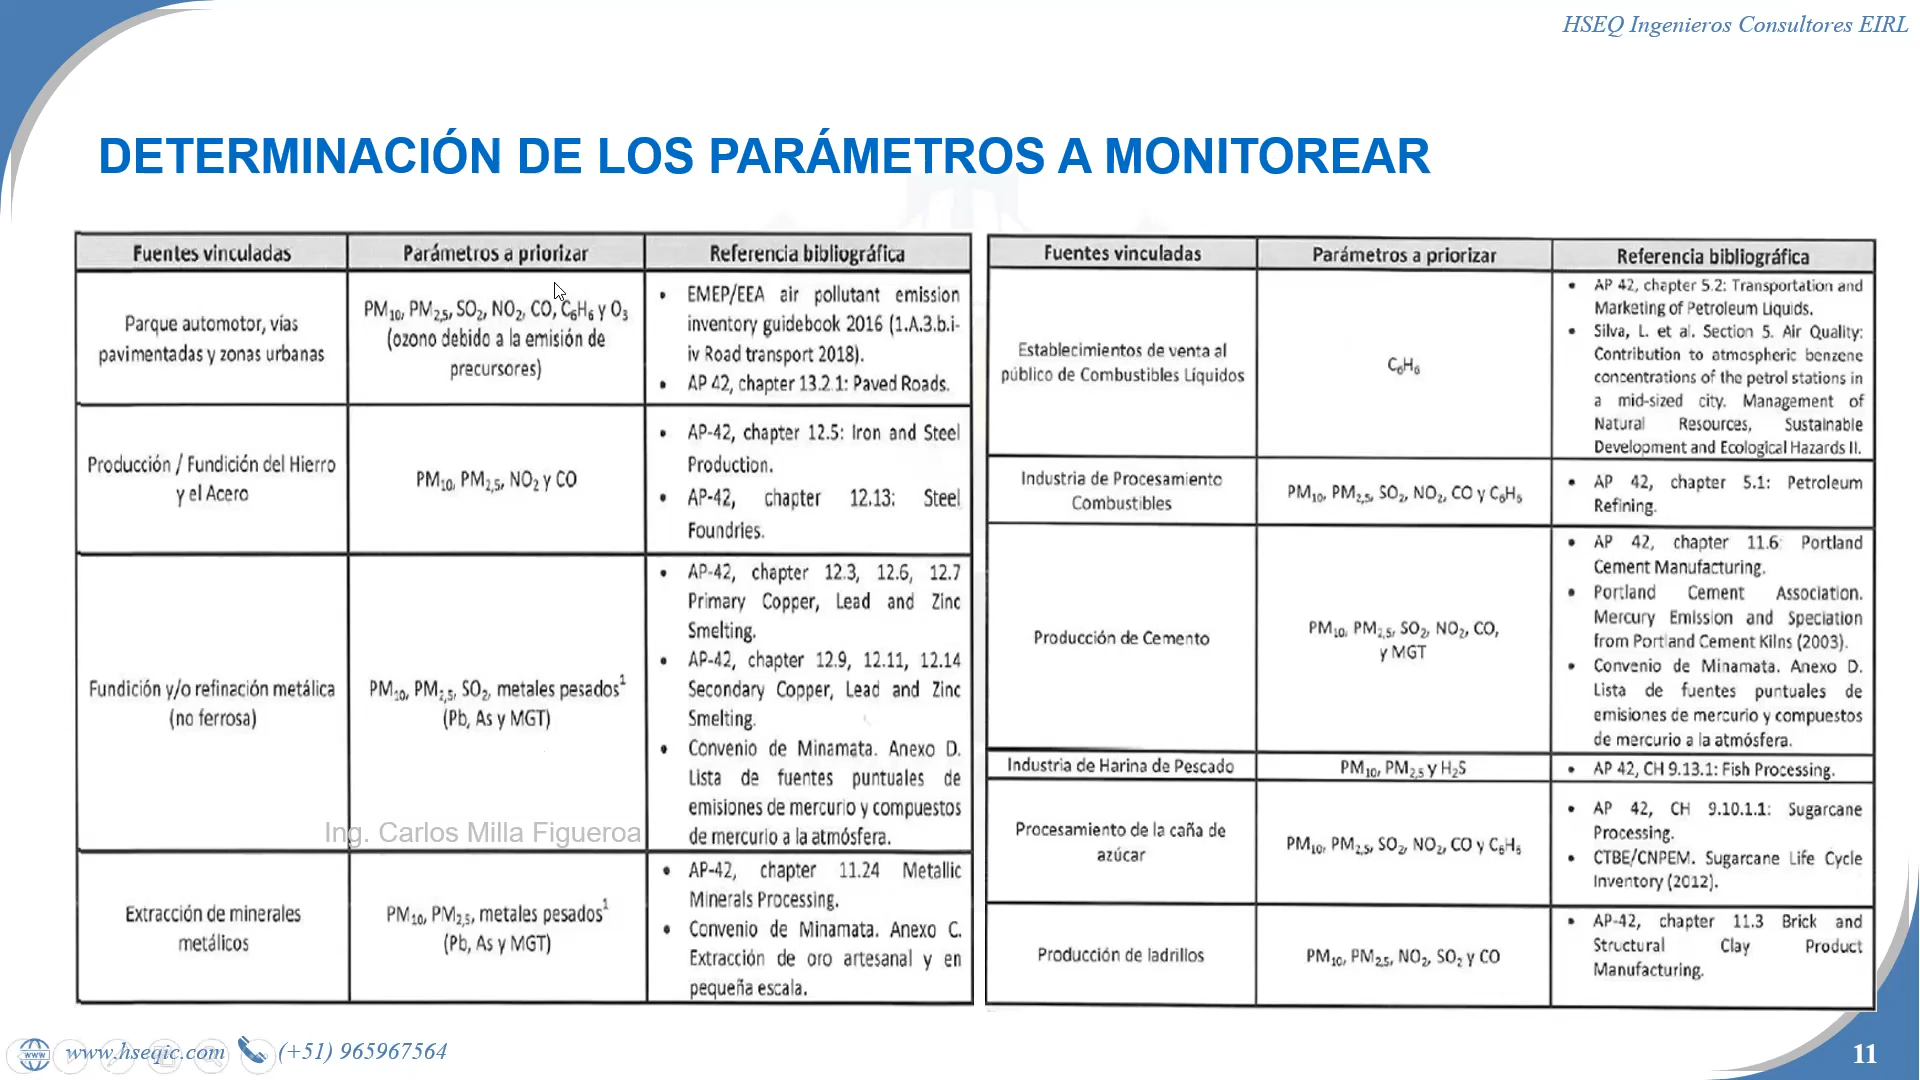 HSEQ Ingenieros Consultores EIRL
DETERMINACIÓN DE LOS PARÁMETROS A MONITOREAR
Fuentes vinculadas
Parámetros a priorizar
Referencia bibliográfica
Parque automotor, vías
pavimentadas y zonas urbanas
PM₁₀, PM₂,₅, SO₂, NO₂, CO, C₆H₆ y O₃
(ozono debido a la emisión de
precursores)
• EMEP/EEA air pollutant emission
inventory guidebook 2016 (1.A.3.b.i-
iv Road transport 2018).
• AP 42, chapter 13.2.1: Paved Roads.
Producción / Fundición del Hierro
y el Acero
PM₁₀, PM₂,₅, NO₂ y CO
• AP-42, chapter 12.5: Iron and Steel
Production.
• AP-42, chapter 12.13: Steel
Foundries.
Fundición y/o refinación metálica
(no ferrosa)
PM₁₀, PM₂,₅, SO₂, metales pesados¹
(Pb, As y MGT)
• AP-42, chapter 12.3, 12.6, 12.7
Primary Copper, Lead and Zinc
Smelting.
• AP-42, chapter 12.9, 12.11, 12.14
Secondary Copper, Lead and Zinc
Smelting.
• Convenio de Minamata. Anexo D.
Lista de fuentes puntuales de
emisiones de mercurio y compuestos
de mercurio a la atmósfera.
Ing. Carlos Milla Figueroa
Extracción de minerales
metálicos
PM₁₀, PM₂,₅, metales pesados¹
(Pb, As y MGT)
• AP-42, chapter 11.24 Metallic
Minerals Processing.
• Convenio de Minamata. Anexo C.
Extracción de oro artesanal y en
pequeña escala.
Fuentes vinculadas
Parámetros a priorizar
Referencia bibliográfica
Establecimientos de venta al
público de Combustibles Líquidos
C₆H₆
• AP 42, chapter 5.2: Transportation and
Marketing of Petroleum Liquids.
• Silva, L. et al. Section 5. Air Quality:
Contribution to atmospheric benzene
concentrations of the petrol stations in
a mid-sized city. Management of
Natural Resources, Sustainable
Development and Ecological Hazards II.
Industria de Procesamiento
Combustibles
PM₁₀, PM₂,₅, SO₂, NO₂, CO y C₆H₆
• AP 42, chapter 5.1: Petroleum
Refining.
Producción de Cemento
PM₁₀, PM₂,₅, SO₂, NO₂, CO,
y MGT
• AP 42, chapter 11.6: Portland
Cement Manufacturing.
• Portland Cement Association.
Mercury Emission and Speciation
from Portland Cement Kilns (2003).
• Convenio de Minamata. Anexo D.
Lista de fuentes puntuales de
emisiones de mercurio y compuestos
de mercurio a la atmósfera.
Industria de Harina de Pescado
PM₁₀, PM₂,₅ y H₂S
• AP 42, CH 9.13.1: Fish Processing.
Procesamiento de la caña de
azúcar
PM₁₀, PM₂,₅, SO₂, NO₂, CO y C₆H₆
• AP 42, CH 9.10.1.1: Sugarcane
Processing.
• CTBE/CNPEM. Sugarcane Life Cycle
Inventory (2012).
Producción de ladrillos
PM₁₀, PM₂,₅, NO₂, SO₂ y CO
• AP-42, chapter 11.3 Brick and
Structural Clay Product
Manufacturing.
www.hseqic.com (+51) 965967564
11